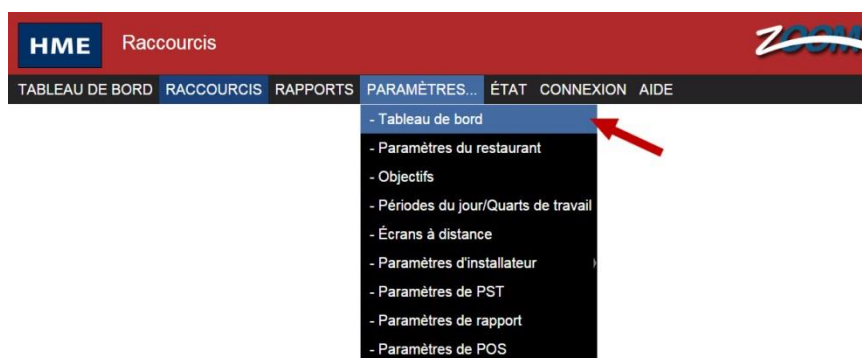 HME Raccourcis ZOOM
TABLEAU DE BORD RACCOURCIS RAPPORTS PARAMÈTRES... ÉTAT CONNEXION AIDE
- Tableau de bord
- Paramètres du restaurant
- Objectifs
- Périodes du jour/Quarts de travail
- Écrans à distance
- Paramètres d'installateur
- Paramètres de PST
- Paramètres de rapport
- Paramètres de POS